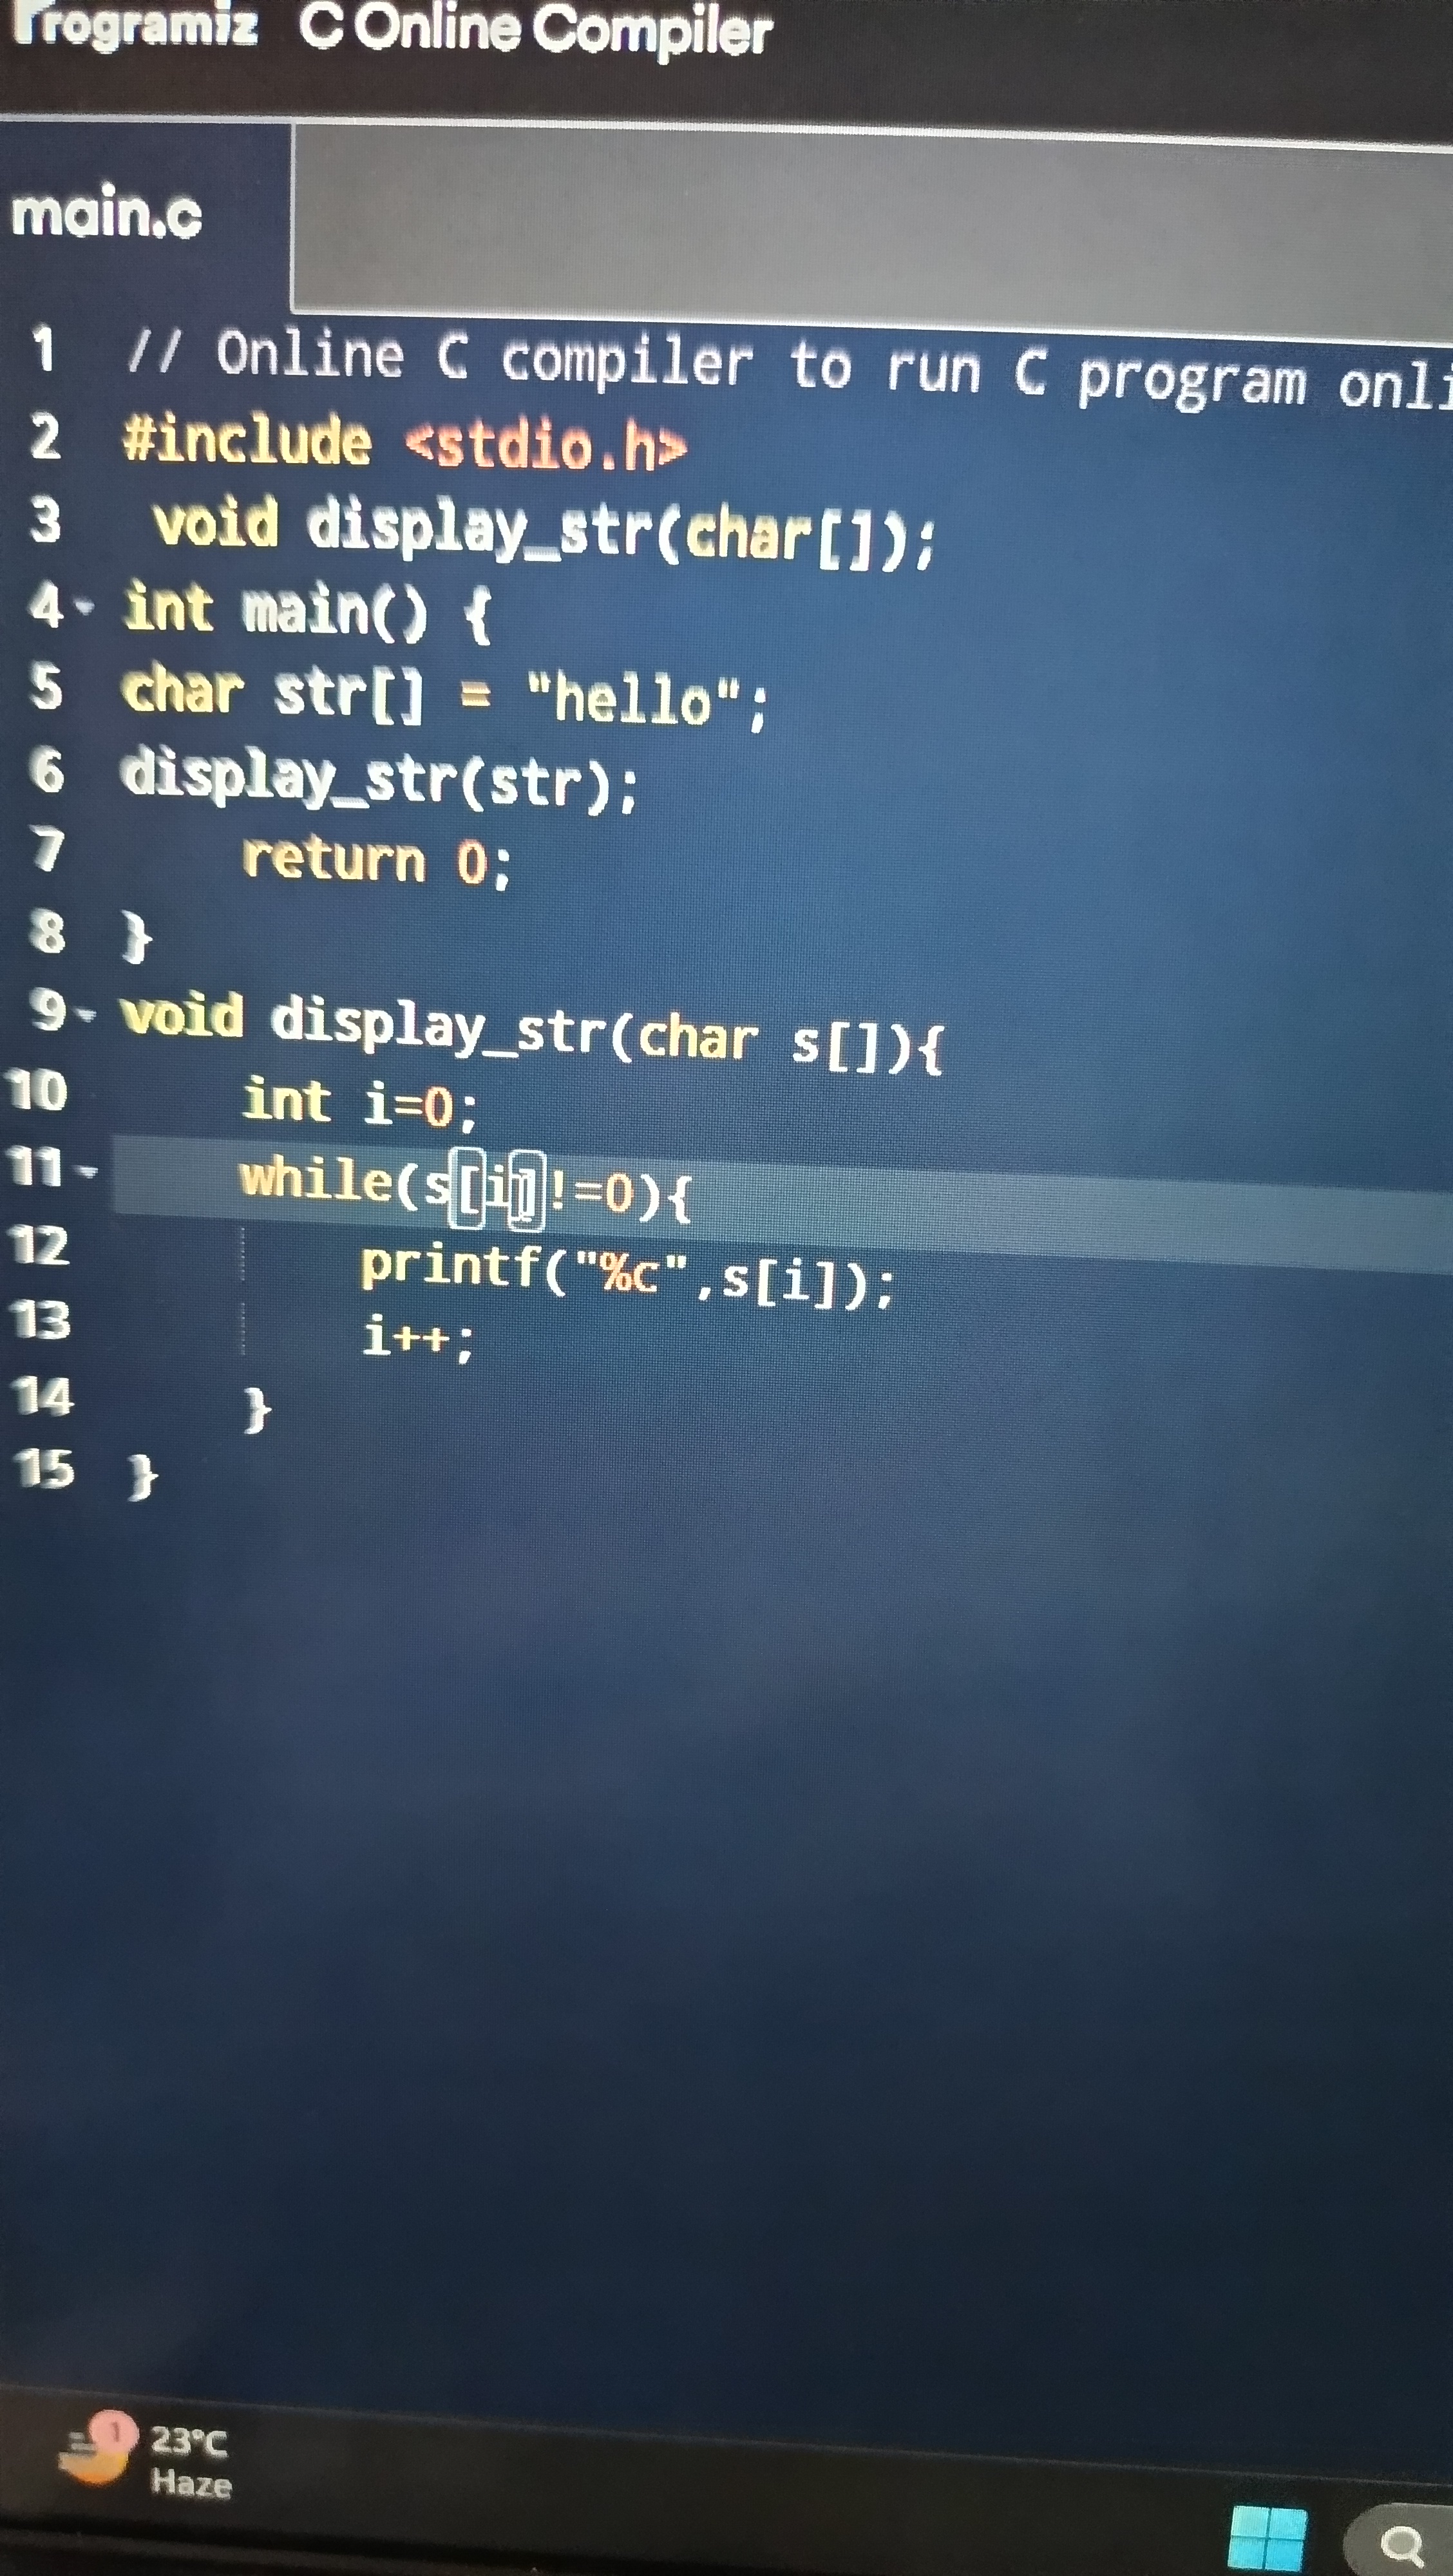 Programiz C Online Compiler
main.c
1 // Online C compiler to run C program onli
2 #include <stdio.h>
3 void display_str(char[]);
4 int main() {
5 char str[] = "hello";
6 display_str(str);
7 return 0;
8 }
9 void display_str(char s[]){
10 int i=0;
11 while(s[i]!=0){
12 printf("%c",s[i]);
13 i++;
14 }
15 }
1
23°C
Haze